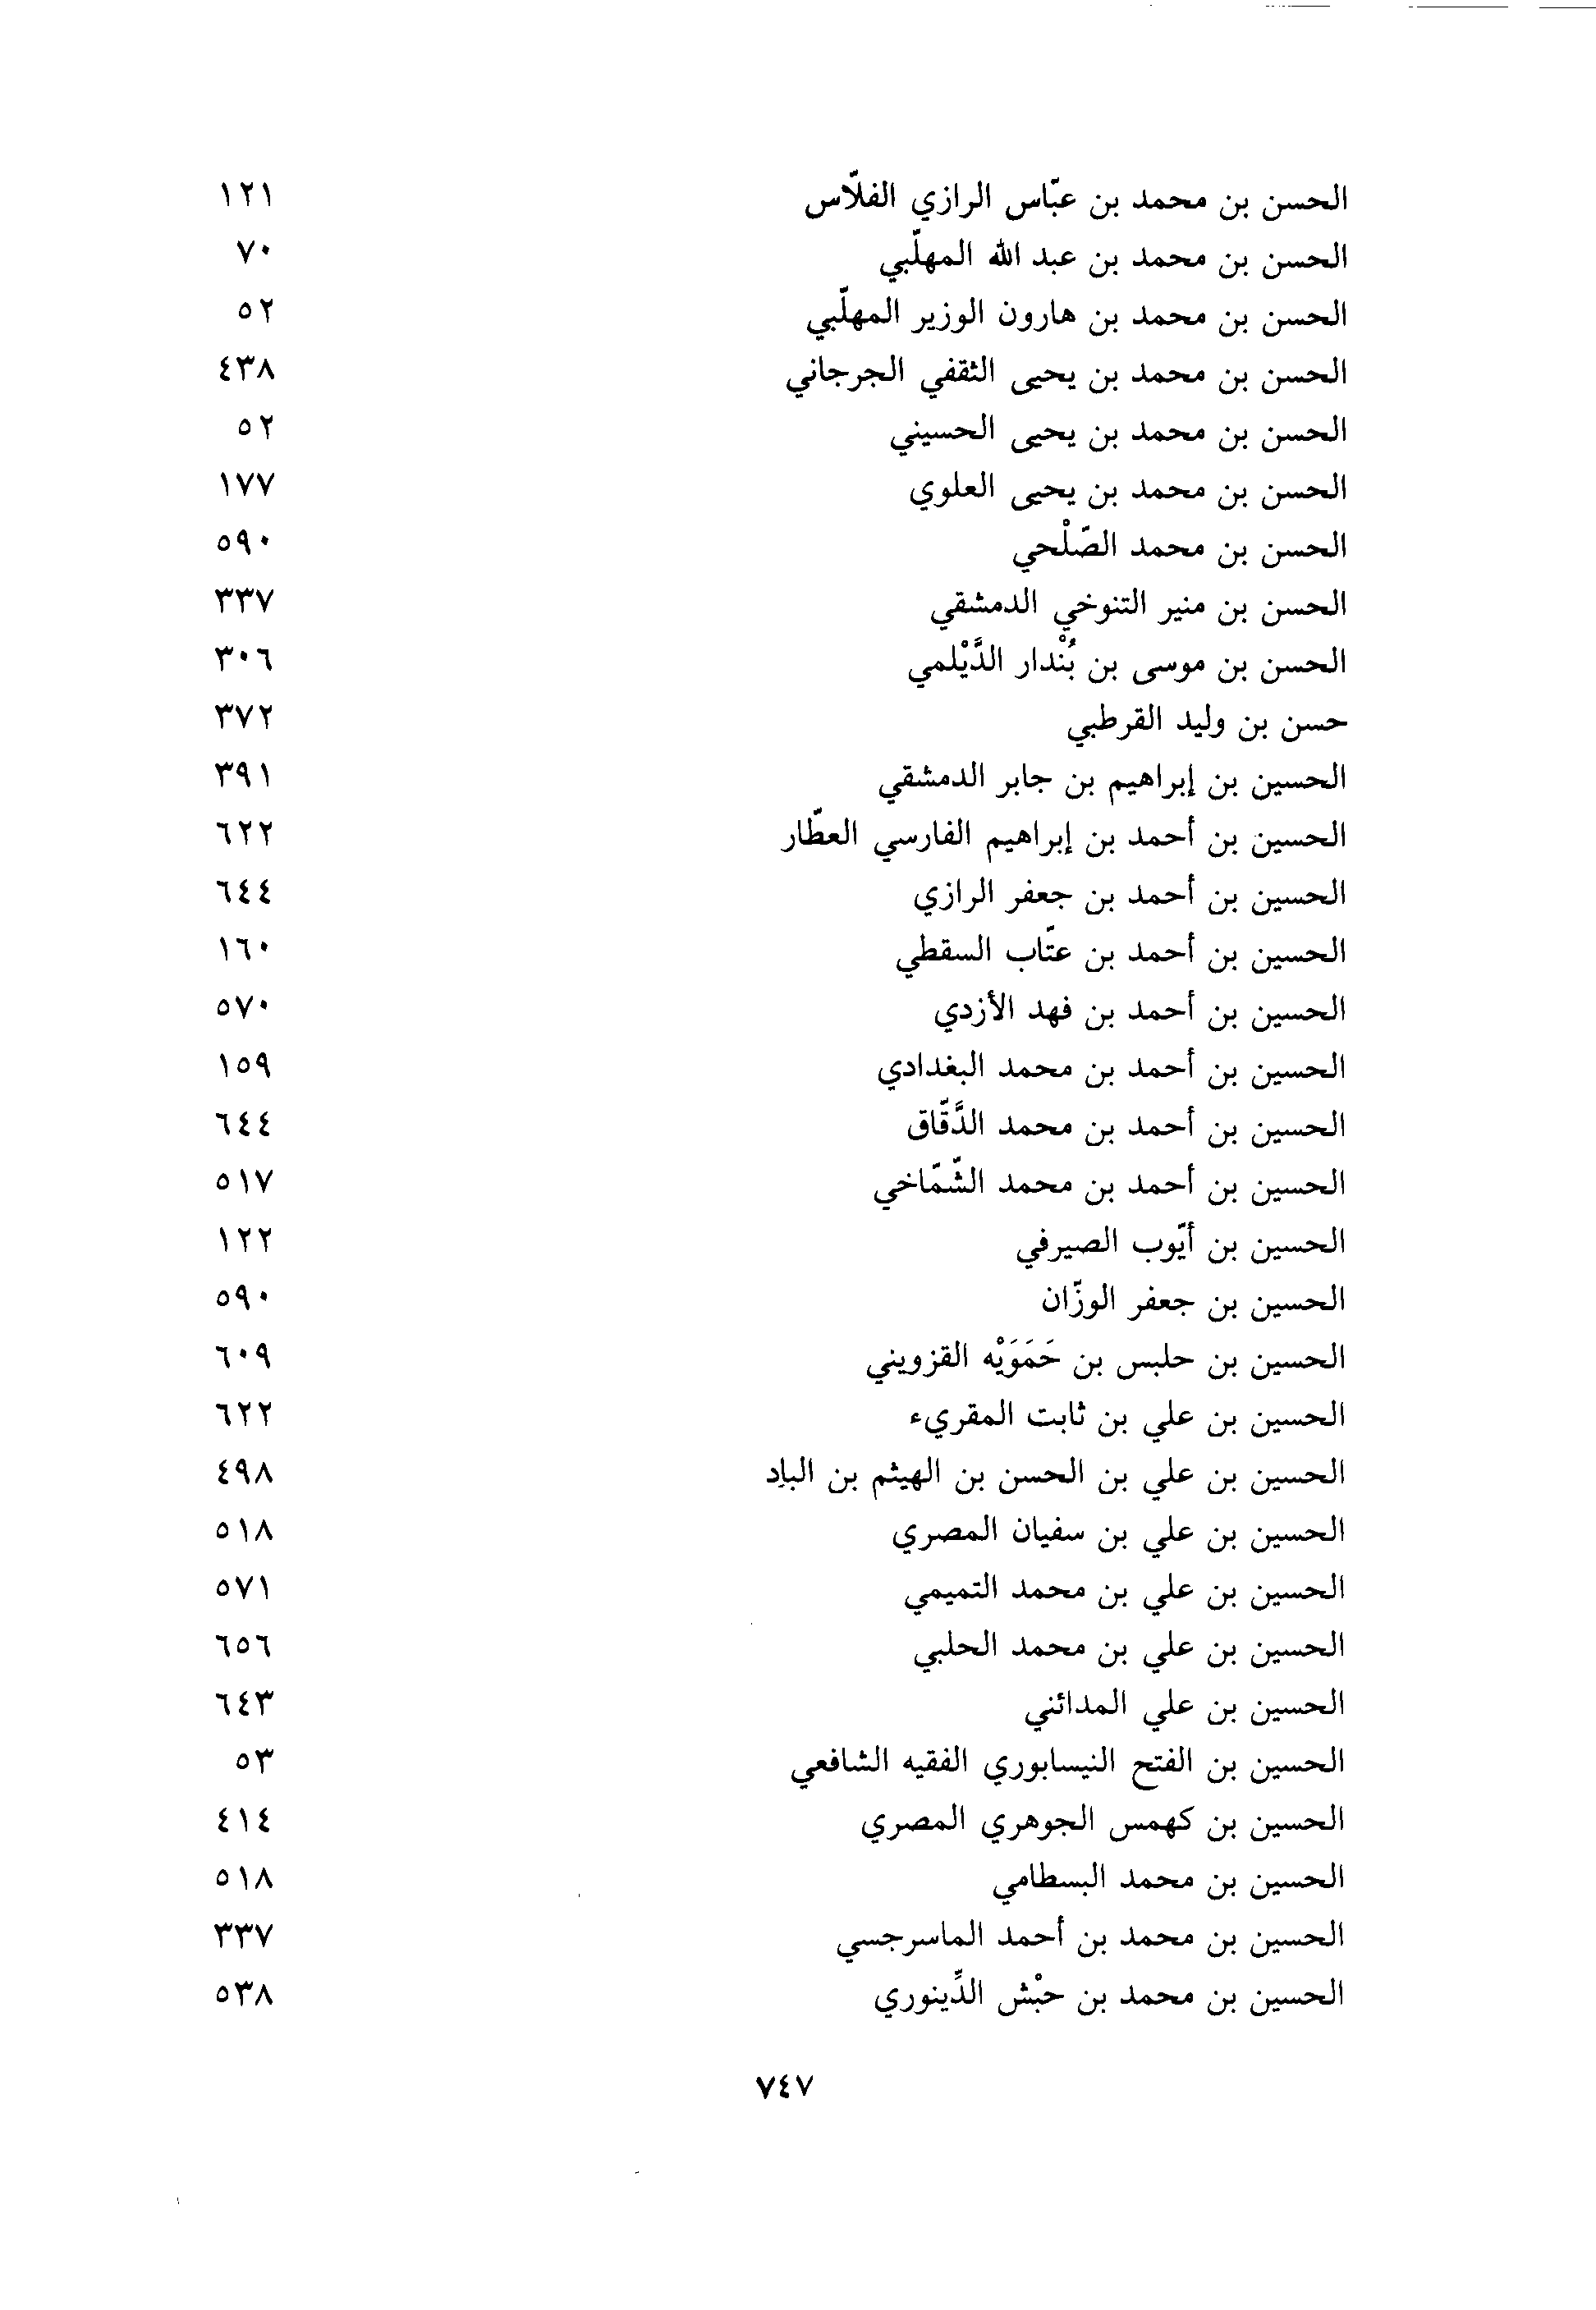 الحسن بن محمد بن عبّاس الرازي الفلّاس ١٢١
الحسن بن محمد بن عبد الله المهلّبي ٧٠
الحسن بن محمد بن هارون الوزير المهلّبي ٥٢
الحسن بن محمد بن يحيى الثقفي الجرجاني ٤٣٨
الحسن بن محمد بن يحيى الحسيني ٥٢
الحسن بن محمد بن يحيى العلوي ١٧٧
الحسن بن محمد الصّلْحي ٥٩٠
الحسن بن منير التنوخي الدمشقي ٣٣٧
الحسن بن موسى بن بُنْدار الدَّيْلمي ٣٠٦
حسن بن وليد القرطبي ٣٧٢
الحسين بن إبراهيم بن جابر الدمشقي ٣٩١
الحسين بن أحمد بن إبراهيم الفارسي العطّار ٦٢٢
الحسين بن أحمد بن جعفر الرازي ٦٤٤
الحسين بن أحمد بن عتّاب السقطي ١٦٠
الحسين بن أحمد بن فهد الأزدي ٥٧٠
الحسين بن أحمد بن محمد البغدادي ١٥٩
الحسين بن أحمد بن محمد الدَّقّاق ٦٤٤
الحسين بن أحمد بن محمد الشّمّاخي ٥١٧
الحسين بن أيّوب الصيرفي ١٢٢
الحسين بن جعفر الوزّان ٥٩٠
الحسين بن حلبس بن حَمَوَيْه القزويني ٦٠٩
الحسين بن علي بن ثابت المقريء ٦٢٢
الحسين بن علي بن الحسن بن الهيثم بن البإد ٤٩٨
الحسين بن علي بن سفيان المصري ٥١٨
الحسين بن علي بن محمد التميمي ٥٧١
الحسين بن علي بن محمد الحلبي ٦٥٦
الحسين بن علي المدائني ٦٤٣
الحسين بن الفتح النيسابوري الفقيه الشافعي ٥٣
الحسين بن كهمس الجوهري المصري ٤١٤
الحسين بن محمد البسطامي ٥١٨
الحسين بن محمد بن أحمد الماسرجسي ٣٣٧
الحسين بن محمد بن حبْش الدِّينوري ٥٣٨
٧٤٧